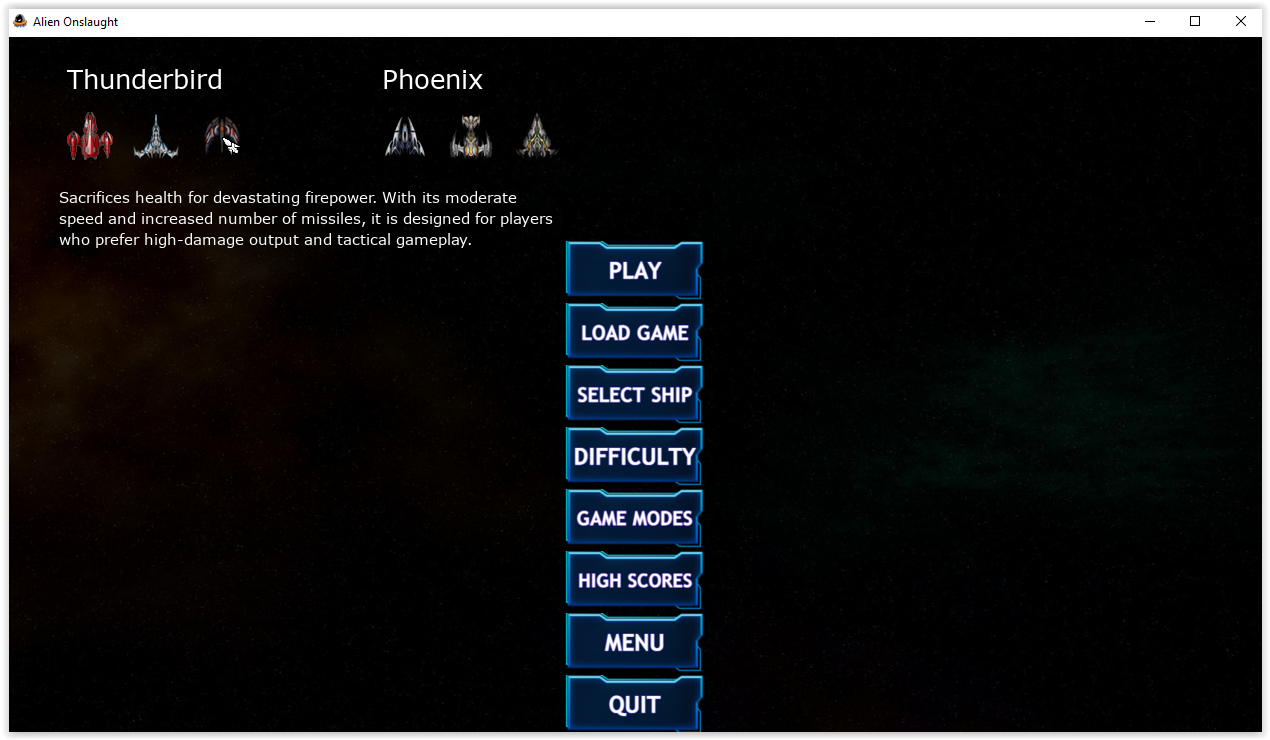 Alien Onslaught
Thunderbird
Phoenix
Sacrifices health for devastating firepower. With its moderate
speed and increased number of missiles, it is designed for players
who prefer high-damage output and tactical gameplay.
PLAY
LOAD GAME
SELECT SHIP
DIFFICULTY
GAME MODES
HIGH SCORES
MENU
QUIT